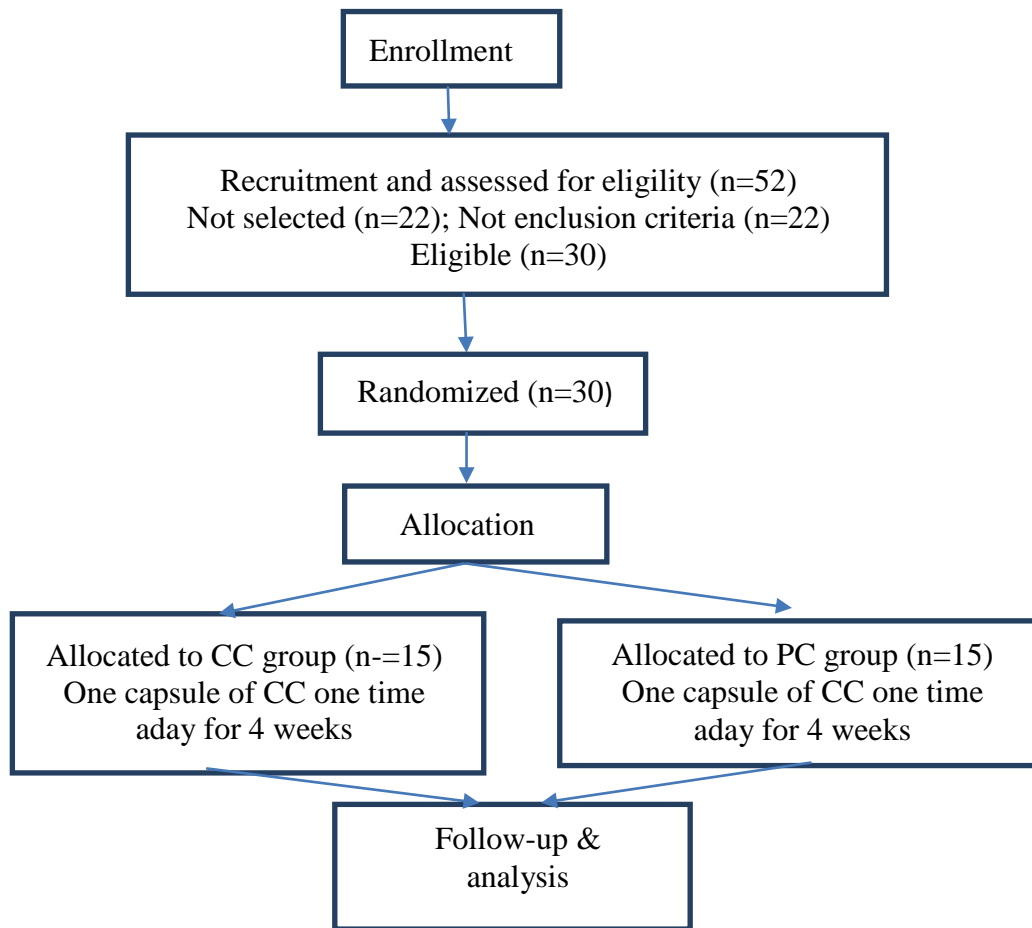 Enrollment
Recruitment and assessed for eligility (n=52)
Not selected (n=22); Not enclusion criteria (n=22)
Eligible (n=30)
Randomized (n=30)
Allocation
Allocated to CC group (n-=15)
One capsule of CC one time
aday for 4 weeks
Allocated to PC group (n=15)
One capsule of CC one time
aday for 4 weeks
Follow-up &
analysis